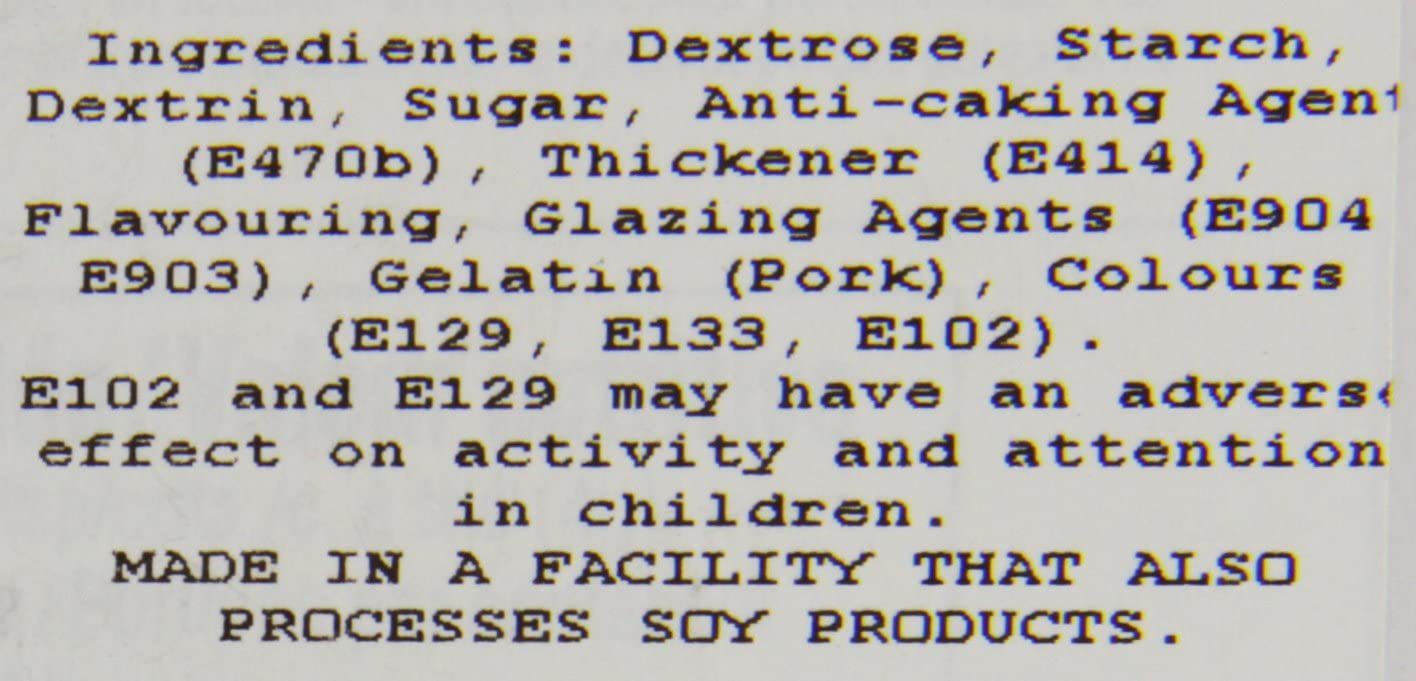 Ingredients: Dextrose, Starch,
Dextrin, Sugar, Anti-caking Agent
(E470b), Thickener (E414),
Flavouring, Glazing Agents (E904
E903), Gelatin (Pork), Colours
(E129, E133, E102).
E102 and E129 may have an adverse
effect on activity and attention
in children.
MADE IN A FACILITY THAT ALSO
PROCESSES SOY PRODUCTS.